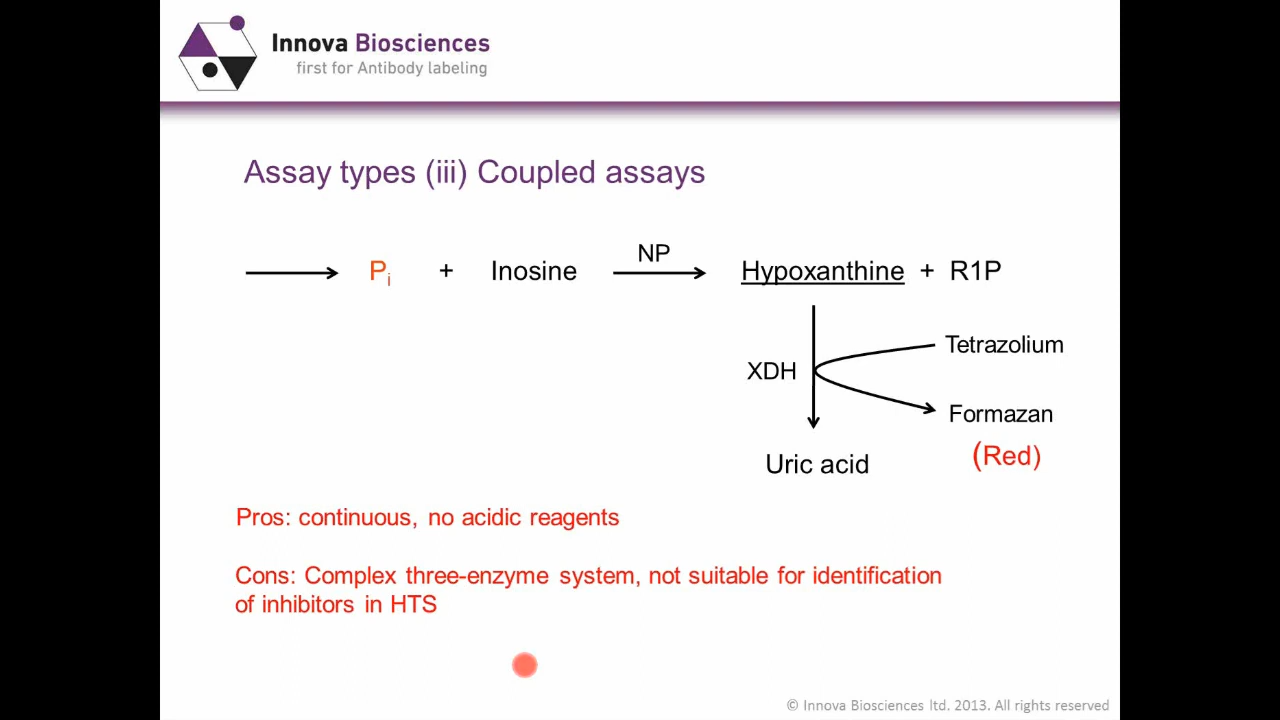 Innova Biosciences
first for Antibody labeling
Assay types (iii) Coupled assays
Pi + Inosine NP Hypoxanthine + R1P
Tetrazolium
XDH
Formazan
(Red)
Uric acid
Pros: continuous, no acidic reagents
Cons: Complex three-enzyme system, not suitable for identification
of inhibitors in HTS
© Innova Biosciences ltd. 2013. All rights reserved